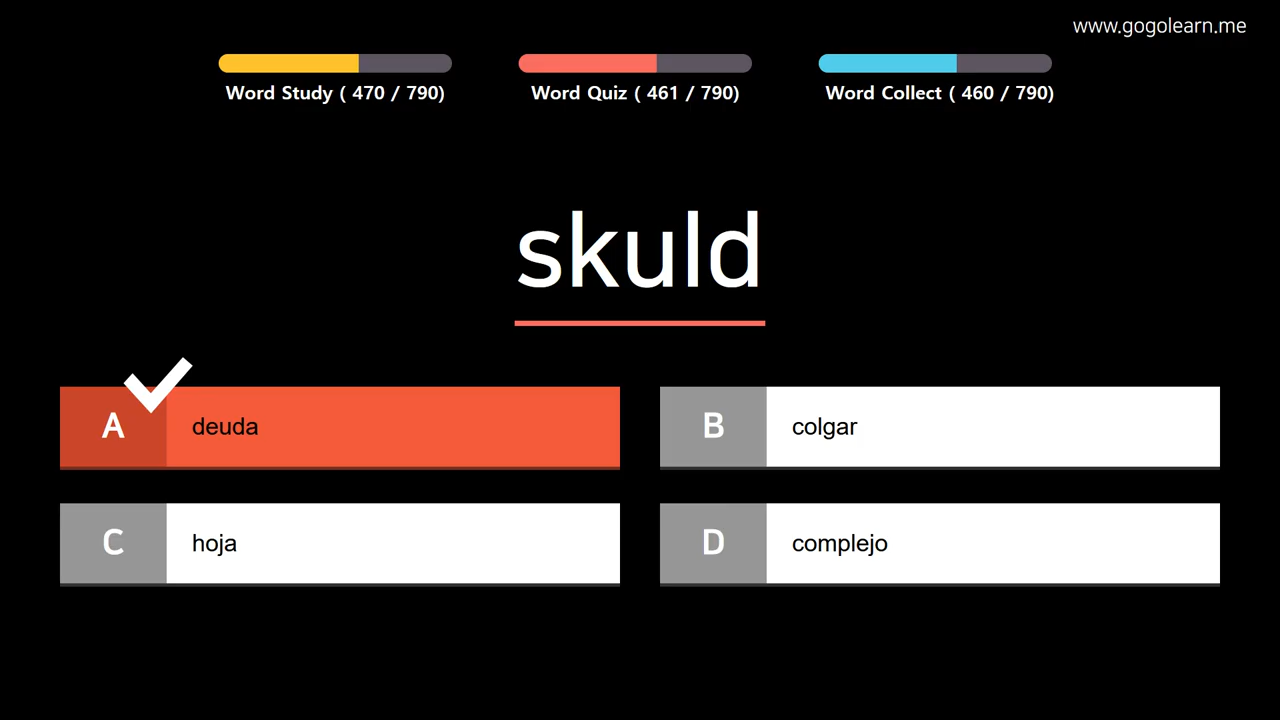 www.gogolearn.me
Word Study ( 470 / 790)
Word Quiz ( 461 / 790)
Word Collect ( 460 / 790)
skuld
A deuda
B colgar
C hoja
D complejo